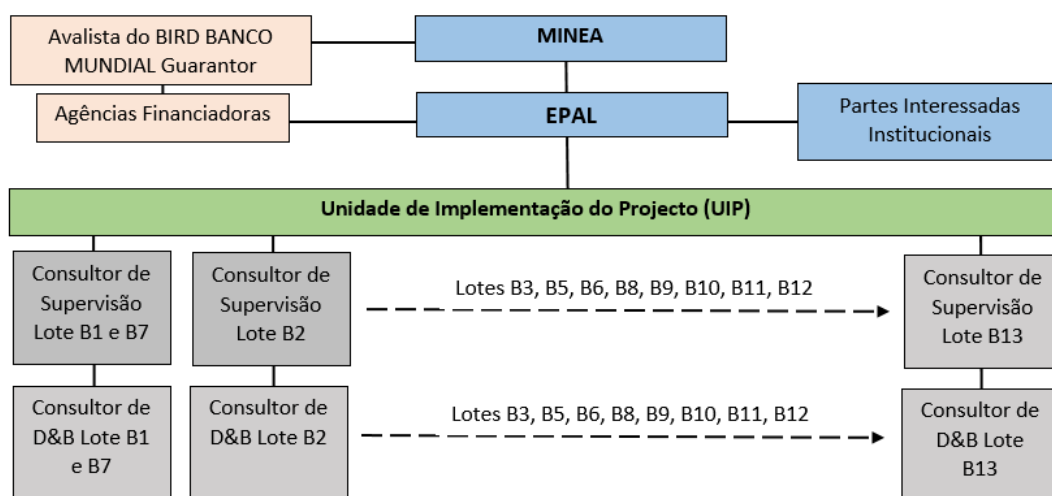 Avalista do BIRD BANCO
MUNDIAL Guarantor
MINEA
Agências Financiadoras
EPAL
Partes Interessadas
Institucionais
Unidade de Implementação do Projecto (UIP)
Consultor de
Supervisão
Lote B1 e B7
Consultor de
Supervisão
Lote B2
Lotes B3, B5, B6, B8, B9, B10, B11, B12
Consultor de
Supervisão
Lote B13
Consultor de
D&B Lote B1
e B7
Consultor de
D&B Lote B2
Lotes B3, B5, B6, B8, B9, B10, B11, B12
Consultor de
D&B Lote
B13